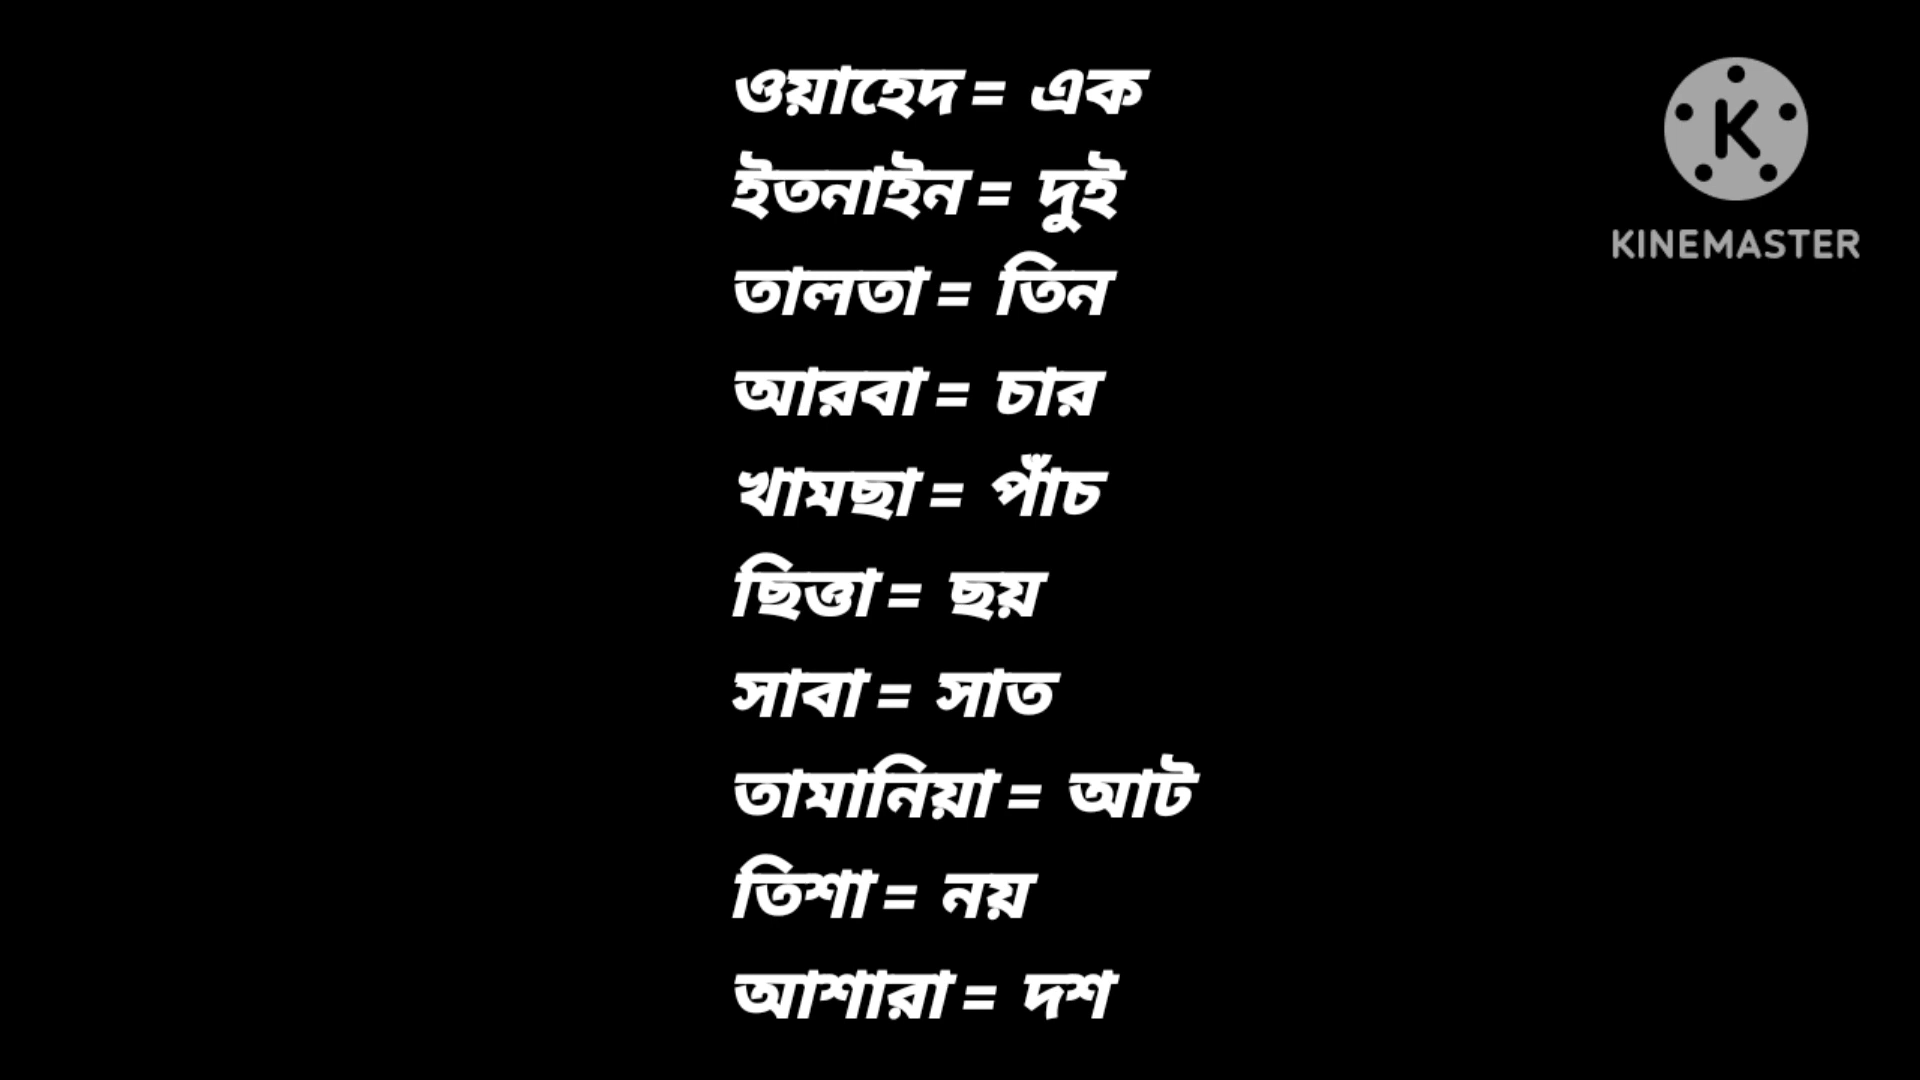 ওয়াহেদ = এক
ইতনাইন = দুই
তালতা = তিন
আরবা = চার
খামছা = পাঁচ
ছিত্তা = ছয়
সাবা = সাত
তামানিয়া = আট
তিশা = নয়
আশারা = দশ
K
KINEMASTER